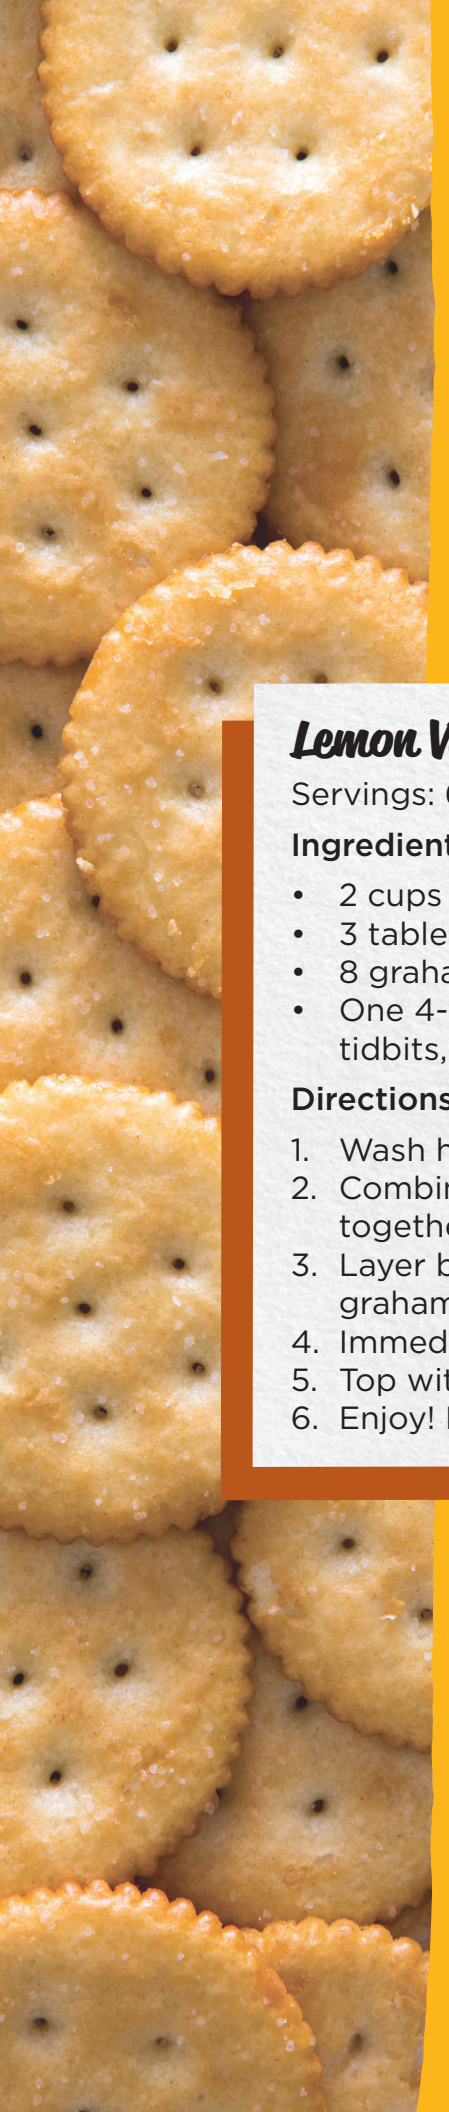 Lemon
Servings:
Ingredient
• 2 cups
• 3 table
• 8 graha
• One 4-
tidbits,
Directions
1. Wash h
2. Combi
togethe
3. Layer b
graham
4. Immed
5. Top wit
6. Enjoy!